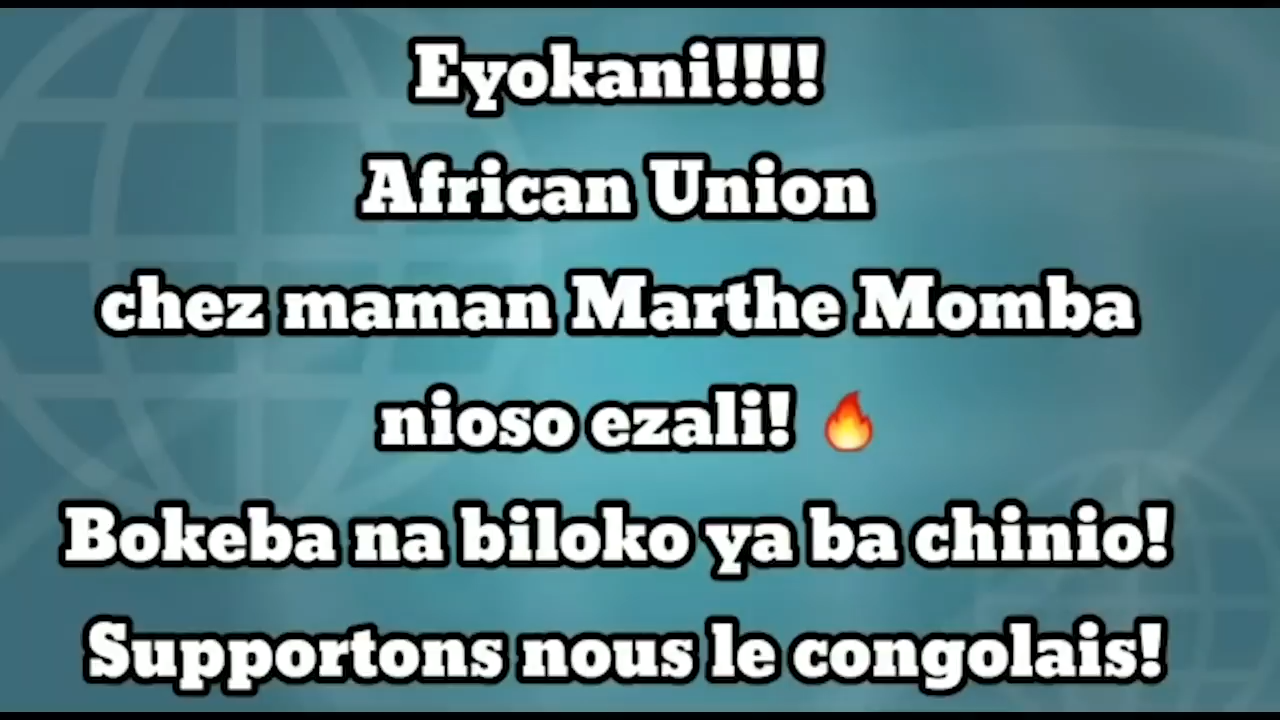 Eyokani!!!!
African Union
chez maman Marthe Momba
nioso ezali! 🔥
Bokeba na biloko ya ba chinio!
Supportons nous le congolais!